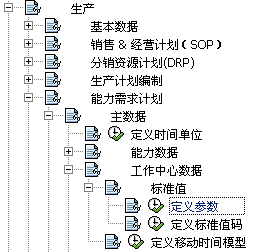 生产
基本数据
销售 & 经营计划 ( SOP )
分销资源计划(DRP)
生产计划编制
能力需求计划
主数据
定义时间单位
能力数据
工作中心数据
标准值
定义参数
定义标准值码
定义移动时间模型